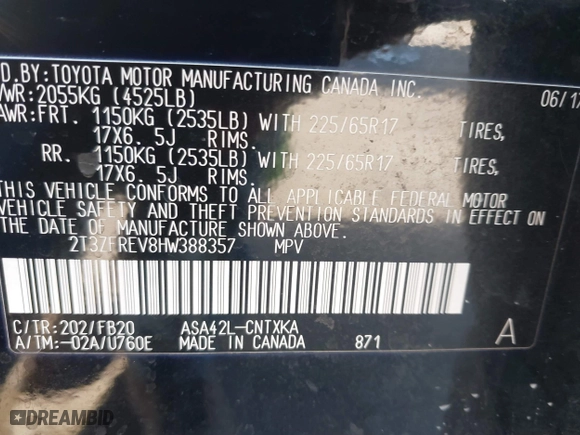 D. BY: TOYOTA MOTOR MANUFACTURING CANADA INC. 06/17
VWR: 2055KG (4525LB)
AWR: FRT. 1150KG (2535LB) WITH 225/65R17 TIRES,
17X6. 5J RIMS.
RR. 1150KG (2535LB) WITH 225/65R17 TIRES,
17X6. 5J RIMS.
THIS VEHICLE CONFORMS TO ALL APPLICABLE FEDERAL MOTOR
VEHICLE SAFETY AND THEFT PREVENTION STANDARDS IN EFFECT ON
THE DATE OF MANUFACTURE SHOWN ABOVE.
2T3ZFREV8HW388357 MPV
C/TR: 202/FB20 ASA42L-CNTXKA A
A/TM: -02A/U760E MADE IN CANADA 871
DREAMBID